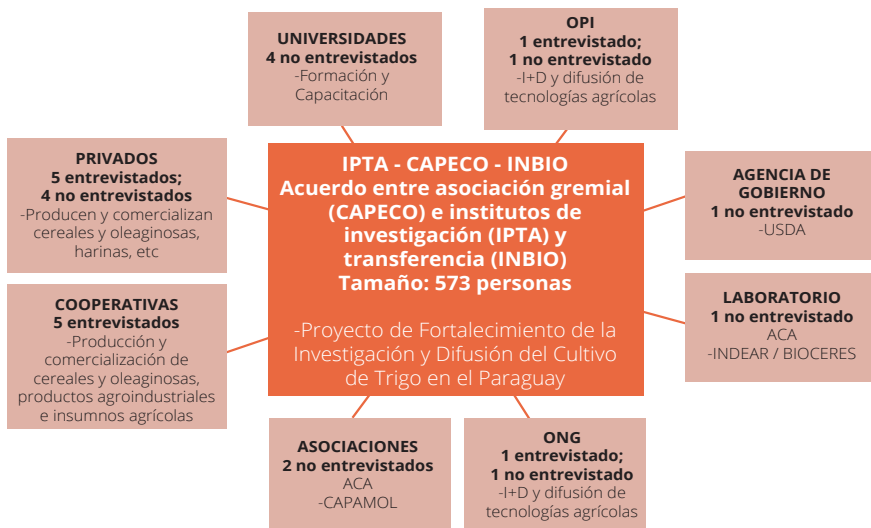 UNIVERSIDADES
4 no entrevistados
-Formación y
Capacitación
OPI
1 entrevistado;
1 no entrevistado
-I+D y difusión de
tecnologías agrícolas
PRIVADOS
5 entrevistados;
4 no entrevistados
-Producen y comercializan
cereales y oleaginosas,
harinas, etc
IPTA - CAPECO - INBIO
Acuerdo entre asociación gremial
(CAPECO) e institutos de
investigación (IPTA) y
transferencia (INBIO)
Tamaño: 573 personas
-Proyecto de Fortalecimiento de la
Investigación y Difusión del Cultivo
de Trigo en el Paraguay
AGENCIA DE
GOBIERNO
1 no entrevistado
-USDA
COOPERATIVAS
5 entrevistados
-Producción y
comercialización de
cereales y oleaginosas,
productos agroindustriales
e insumnos agrícolas
LABORATORIO
1 no entrevistado
ACA
-INDEAR / BIOCERES
ASOCIACIONES
2 no entrevistados
ACA
-CAPAMOL
ONG
1 entrevistado;
1 no entrevistado
-I+D y difusión de
tecnologías agrícolas